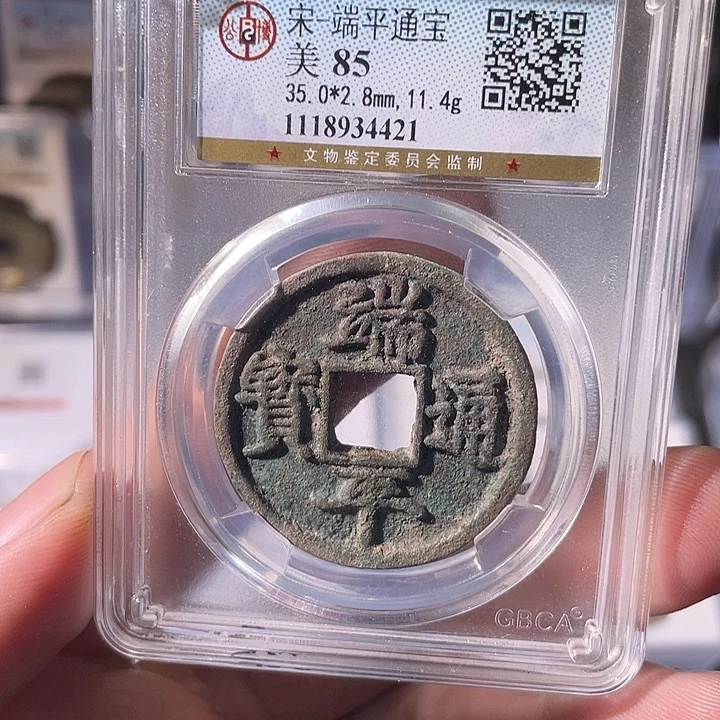 宋-端平通宝
美 85
35.0*2.8mm,11.4g
1118934421
★ 文物鉴定委员会监制 ★
端平通寶
GBCA